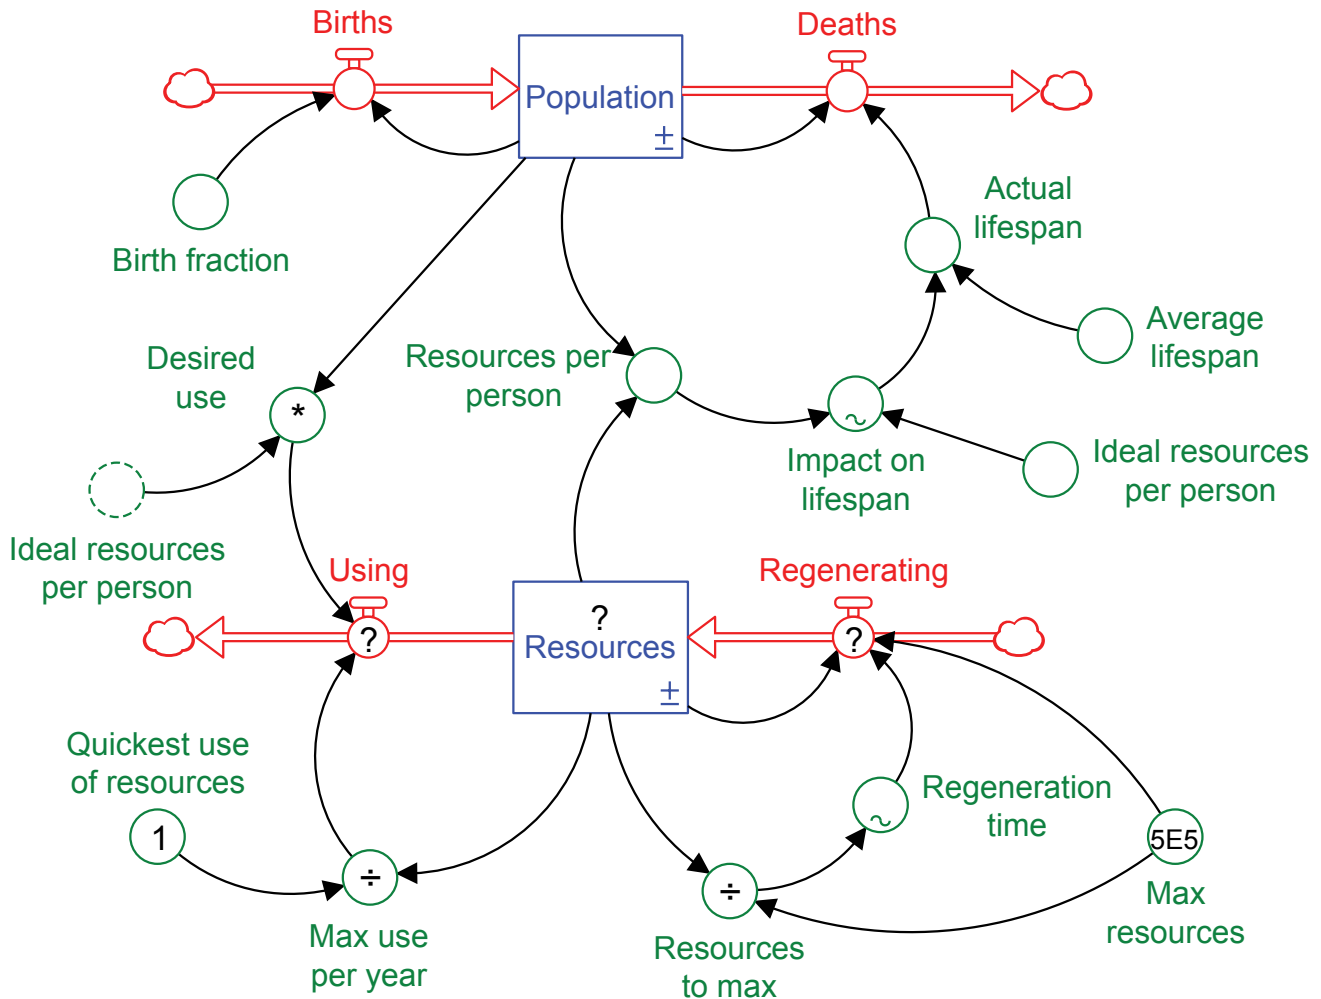 Births
Deaths
Population
±
Actual
lifespan
Birth fraction
Average
lifespan
Desired
use
Resources per
person
*
~
Impact on
lifespan
Ideal resources
per person
Ideal resources
per person
Using
Regenerating
?
?
Resources
±
?
Quickest use
of resources
1
Regeneration
time
~
5E5
÷
÷
Max
resources
Max use
per year
Resources
to max